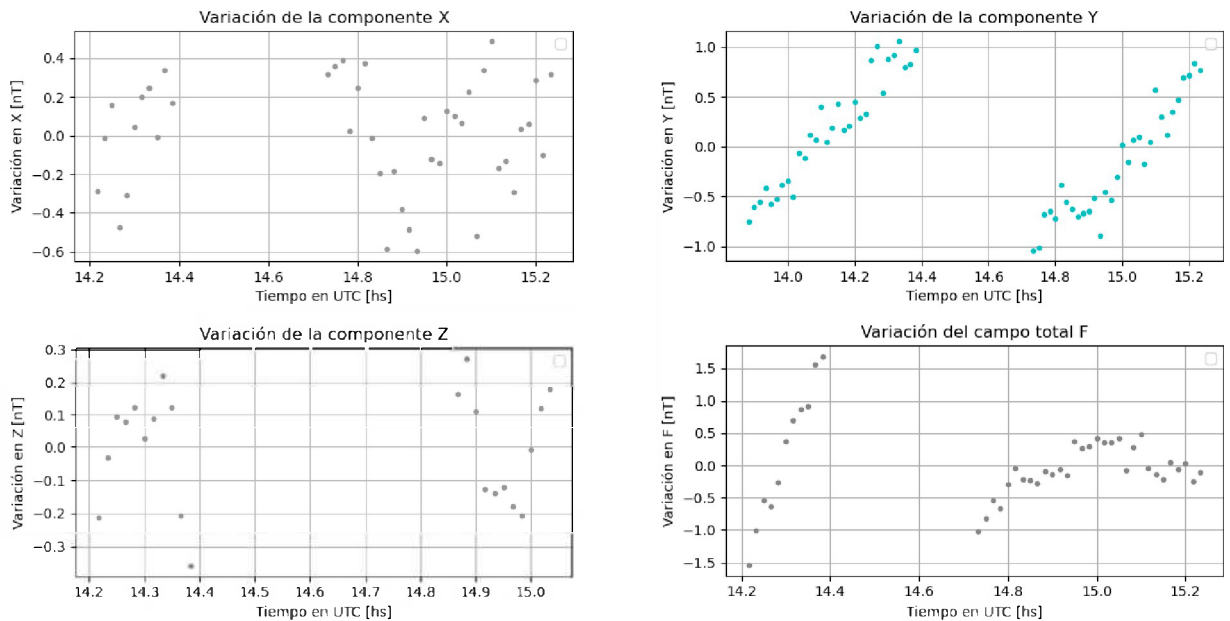 Variación de la componente X
Variación en X [nT]
0.4
0.2
0.0
−0.2
−0.4
−0.6
14.2 14.4 14.6 14.8 15.0 15.2
Tiempo en UTC [hs]
Variación de la componente Y
Variación en Y [nT]
1.0
0.5
0.0
−0.5
−1.0
14.0 14.2 14.4 14.6 14.8 15.0 15.2
Tiempo en UTC [hs]
Variación de la componente Z
Variación en Z [nT]
0.3
0.2
0.1
0.0
−0.1
−0.2
−0.3
14.2 14.3 14.4 14.5 14.6 14.7 14.8 14.9 15.0
Tiempo en UTC [hs]
Variación del campo total F
Variación en F [nT]
1.5
1.0
0.5
0.0
−0.5
−1.0
−1.5
14.2 14.4 14.6 14.8 15.0 15.2
Tiempo en UTC [hs]